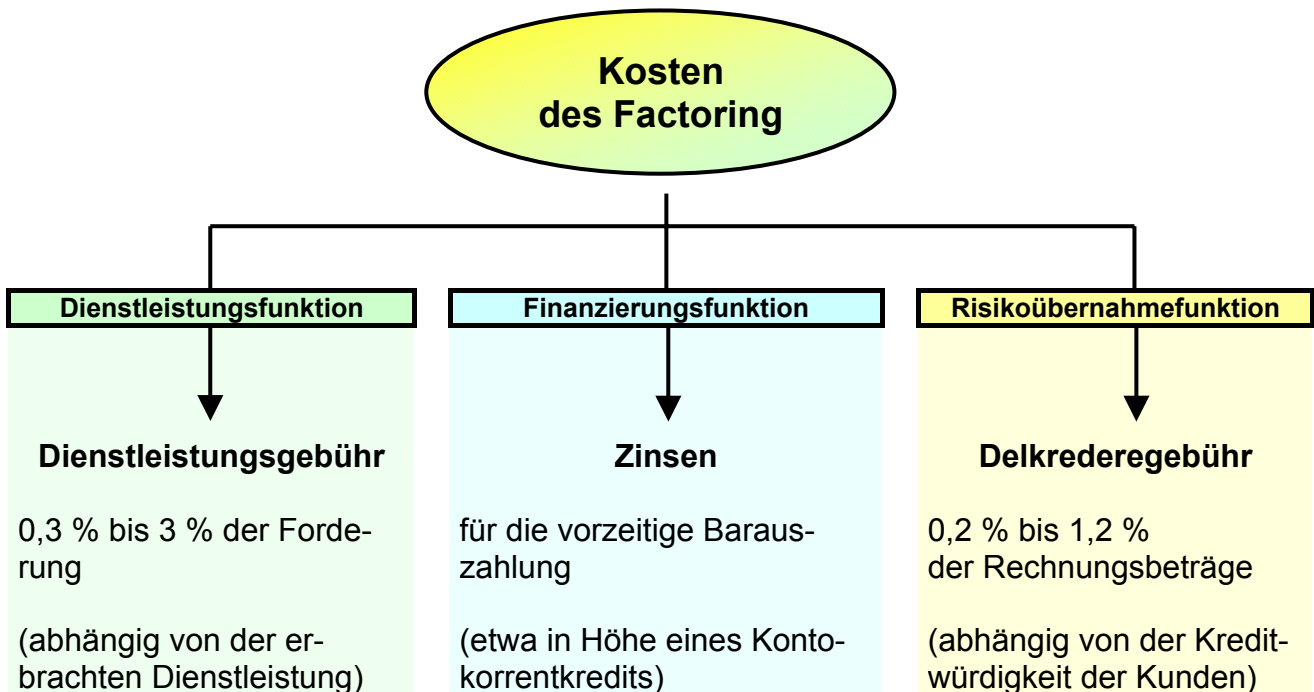 Kosten
des Factoring
Dienstleistungsfunktion
Dienstleistungsgebühr
0,3 % bis 3 % der Forde-
rung
(abhängig von der er-
brachten Dienstleistung)
Finanzierungsfunktion
Zinsen
für die vorzeitige Baraus-
zahlung
(etwa in Höhe eines Konto-
korrentkredits)
Risikoübernahmefunktion
Delkrederegebühr
0,2 % bis 1,2 %
der Rechnungsbeträge
(abhängig von der Kredit-
würdigkeit der Kunden)